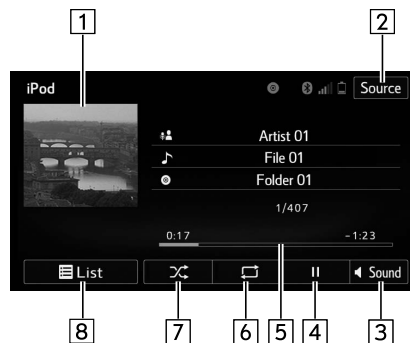 1
2
iPod
Source
Artist 01
File 01
Folder 01
1/407
0:17
-1:23
List
Sound
8
7
6
5
4
3